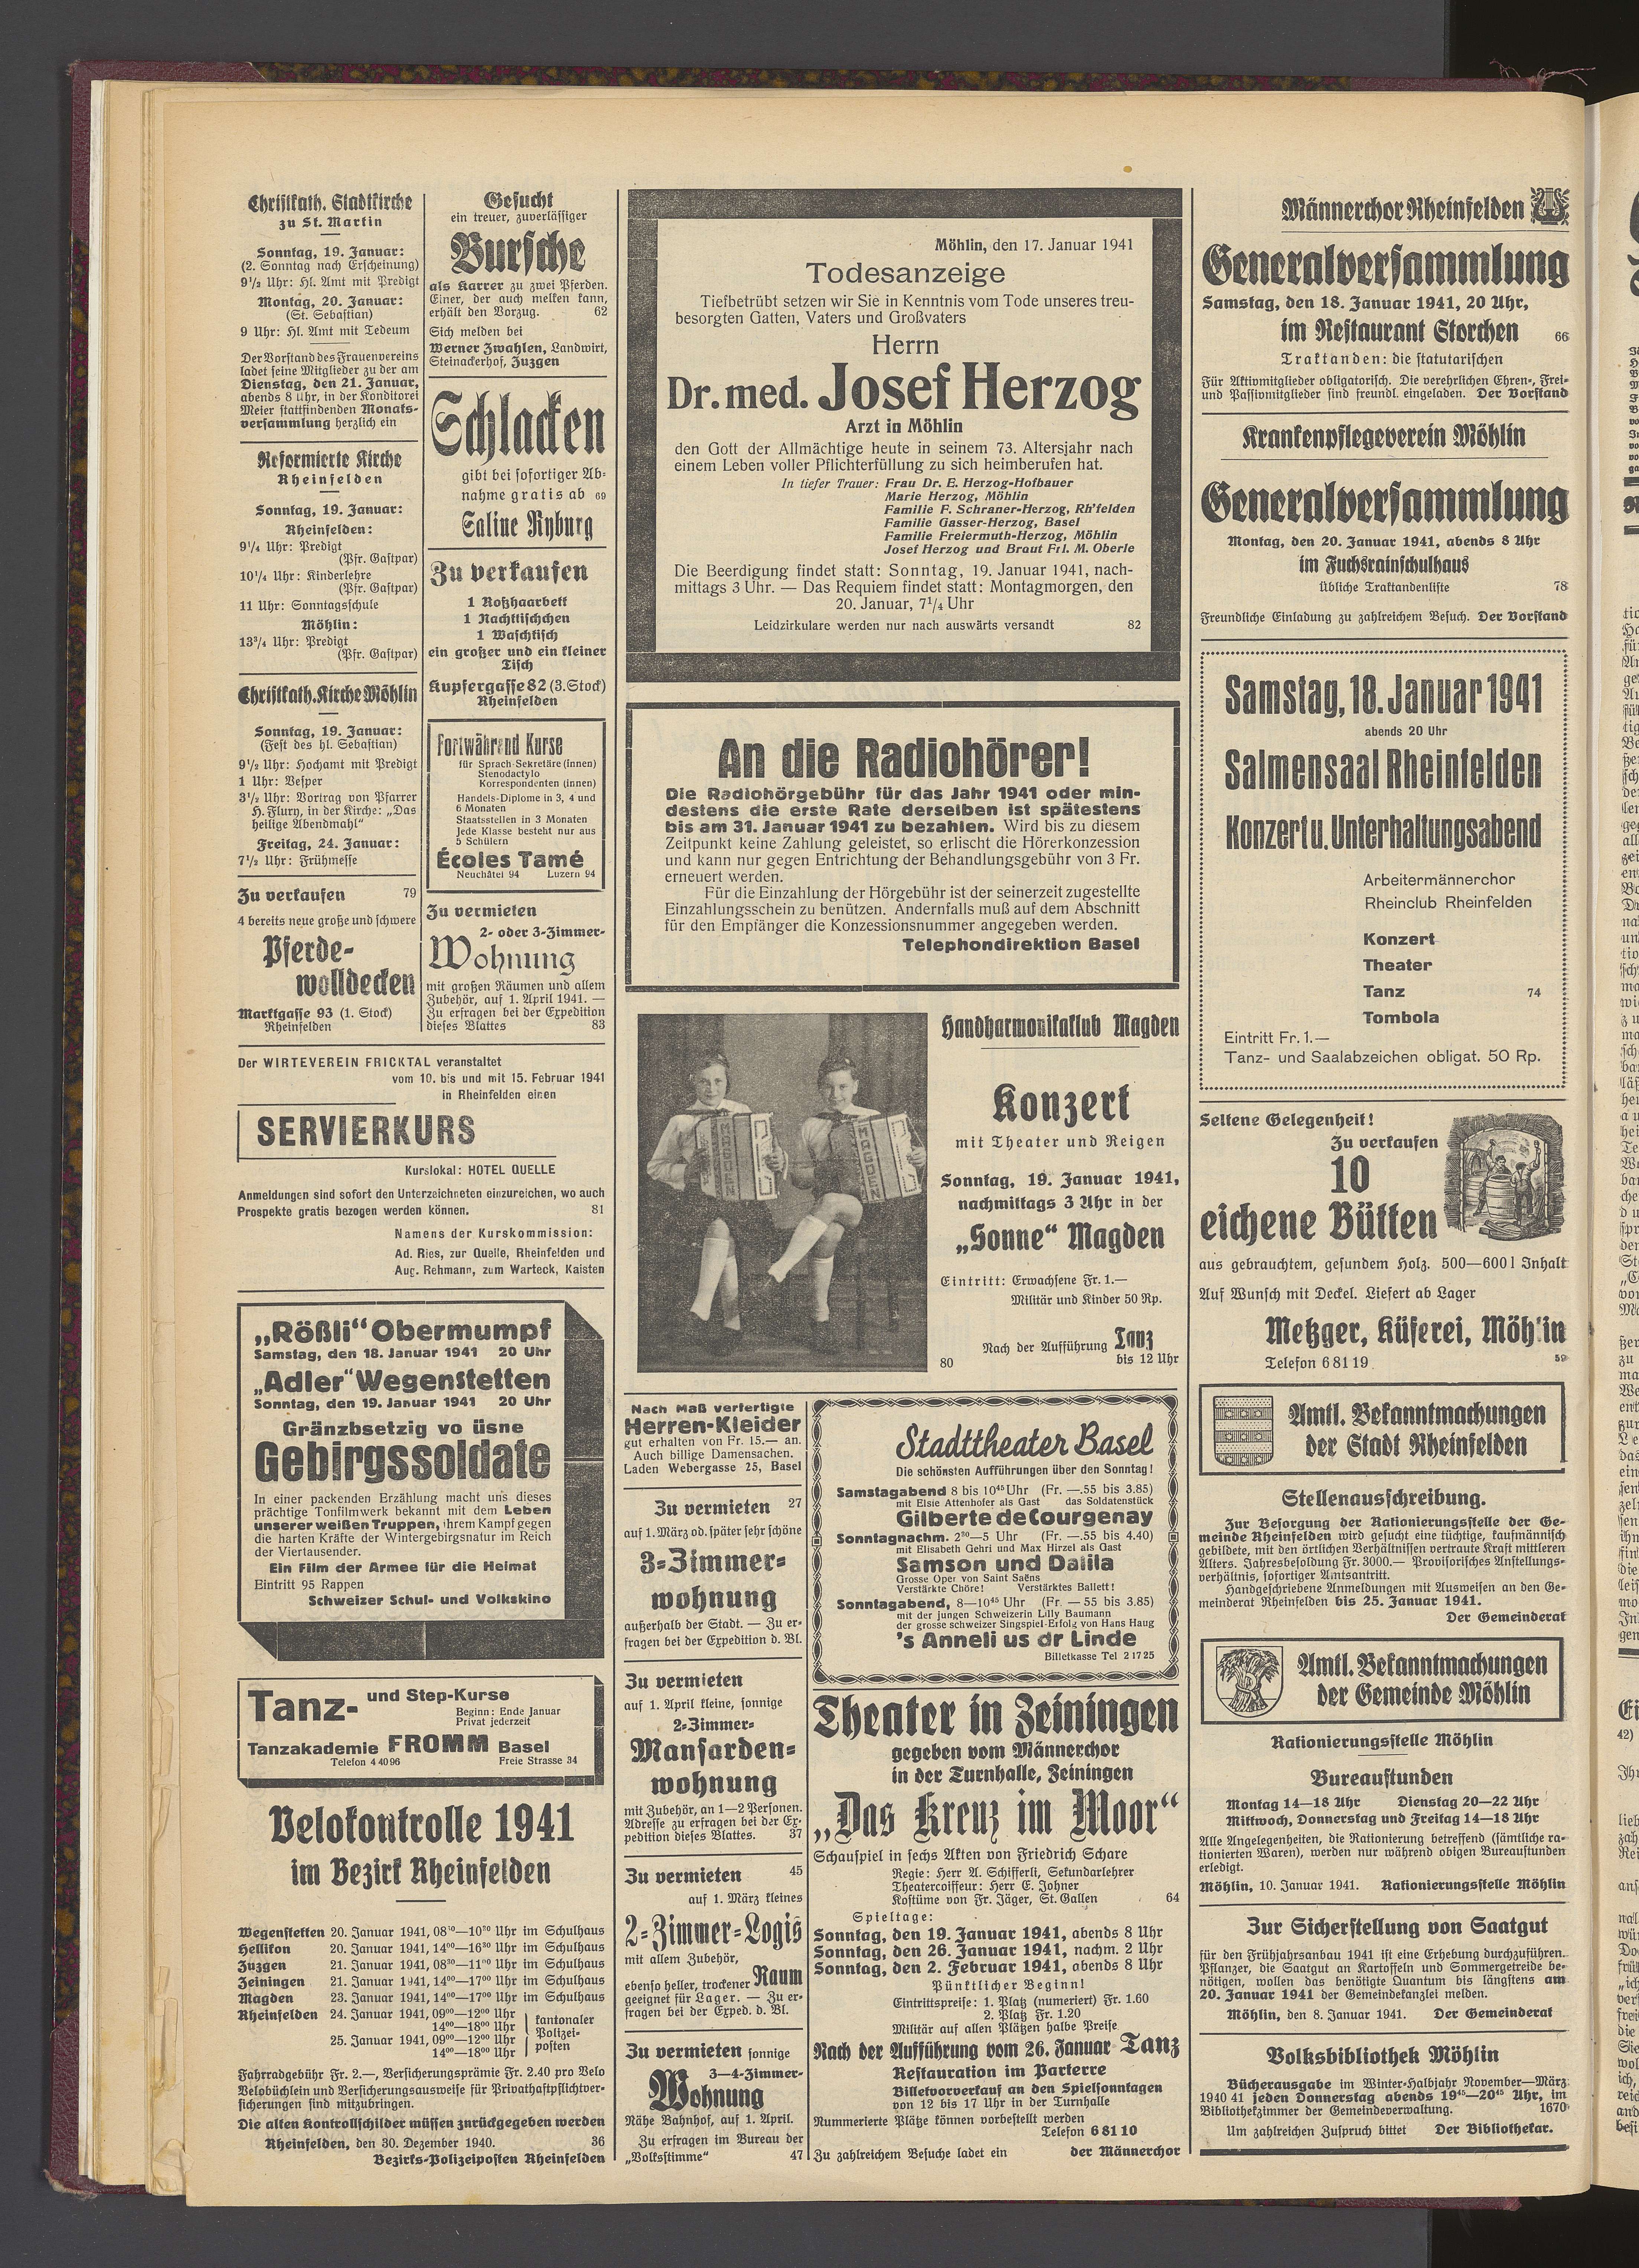 Christkath. Stadtkirche
zu St. Martin
Sonntag, 19. Januar:
(2. Sonntag nach Erscheinung)
9½ Uhr: Hl. Amt mit Predigt
Montag, 20. Januar:
(St. Sebastian)
9 Uhr: Hl. Amt mit Tedeum
Der Vorstand des Frauenvereins
ladet seine Mitglieder zu der am
Dienstag, den 21. Januar,
abends 8 Uhr, in der Konditorei
Meier stattfindenden Monats-
versammlung herzlich ein
Reformierte Kirche
Rheinfelden
Sonntag, 19. Januar:
Rheinfelden:
9¼ Uhr: Predigt
(Pfr. Gastpar)
10¼ Uhr: Kinderlehre
(Pfr. Gastpar)
11 Uhr: Sonntagsschule
Möhlin:
13¾ Uhr: Predigt
(Pfr. Gastpar)
Christkath. Kirche Möhlin
Sonntag, 19. Januar:
(Fest des hl. Sebastian)
9½ Uhr: Hochamt mit Predigt
1 Uhr: Vesper
3½ Uhr: Vortrag von Pfarrer
H. Flury, in der Kirche: „Das
heilige Abendmahl“
Freitag, 24. Januar:
7½ Uhr: Frühmesse
Zu verkaufen 79
4 bereits neue große und schwere
Pferde-
wolldecken
Marktgasse 93 (1. Stock)
Rheinfelden
Gesucht
ein treuer, zuverlässiger
Bursche
als Karrer zu zwei Pferden.
Einer, der auch melken kann,
erhält den Vorzug. 62
Sich melden bei
Werner Zwahlen, Landwirt,
Steinackerhof, Zuzgen
Schlacken
gibt bei sofortiger Ab-
nahme gratis ab 69
Saline Ryburg
Zu verkaufen
1 Roßhaarbett
1 Nachttischchen
1 Waschtisch
ein großer und ein kleiner
Tisch
Kupfergasse 82 (3. Stock)
Rheinfelden
Fortwährend Kurse
für Sprach-Sekretäre (innen)
Stenodactylo
Korrespondenten (innen)
Handels-Diplome in 3, 4 und
6 Monaten
Staatsstellen in 3 Monaten
Jede Klasse besteht nur aus
5 Schülern
Écoles Tamé
Neuchâtel 94 Luzern 94
Zu vermieten
2- oder 3-Zimmer-
Wohnung
mit großen Räumen und allem
Zubehör, auf 1. April 1941. —
Zu erfragen bei der Expedition
dieses Blattes 83
Der WIRTEVEREIN FRICKTAL veranstaltet
vom 10. bis und mit 15. Februar 1941
in Rheinfelden einen
SERVIERKURS
Kurslokal: HOTEL QUELLE
Anmeldungen sind sofort den Unterzeichneten einzureichen, wo auch
Prospekte gratis bezogen werden können. 81
Namens der Kurskommission:
Ad. Ries, zur Quelle, Rheinfelden und
Aug. Rehmann, zum Warteck, Kaisten
„Rößli“ Obermumpf
Samstag, den 18. Januar 1941 20 Uhr
„Adler“ Wegenstetten
Sonntag, den 19. Januar 1941 20 Uhr
Gränzbsetzig vo üsne
Gebirgssoldate
In einer packenden Erzählung macht uns dieses
prächtige Tonfilmwerk bekannt mit dem Leben
unserer weißen Truppen, ihrem Kampf gegen
die harten Kräfte der Wintergebirgsnatur im Reich
der Viertausender.
Ein Film der Armee für die Heimat
Eintritt 95 Rappen
Schweizer Schul- und Volkskino
Tanz- und Step-Kurse
Beginn: Ende Januar
Privat jederzeit
Tanzakademie FROMM Basel
Telefon 4 40 96 Freie Strasse 34
Velokontrolle 1941
im Bezirk Rheinfelden
Wegenstetten 20. Januar 1941, 08³⁰—10³⁰ Uhr im Schulhaus
Hellikon 20. Januar 1941, 14⁰⁰—16³⁰ Uhr im Schulhaus
Zuzgen 21. Januar 1941, 08³⁰—11⁰⁰ Uhr im Schulhaus
Zeiningen 21. Januar 1941, 14⁰⁰—17⁰⁰ Uhr im Schulhaus
Magden 23. Januar 1941, 14⁰⁰—17⁰⁰ Uhr im Schulhaus
Rheinfelden 24. Januar 1941, 09⁰⁰—12⁰⁰ Uhr kantonaler
14⁰⁰—18⁰⁰ Uhr Polizei-
25. Januar 1941, 09⁰⁰—12⁰⁰ Uhr posten
14⁰⁰—18⁰⁰ Uhr
Fahrradgebühr Fr. 2.—, Versicherungsprämie Fr. 2.40 pro Velo
Velobüchlein und Versicherungsausweise für Privathaftpflichtver-
sicherungen sind mitzubringen.
Die alten Kontrollschilder müssen zurückgegeben werden
Rheinfelden, den 30. Dezember 1940. 36
Bezirks-Polizeiposten Rheinfelden
Möhlin, den 17. Januar 1941
Todesanzeige
Tiefbetrübt setzen wir Sie in Kenntnis vom Tode unseres treu-
besorgten Gatten, Vaters und Großvaters
Herrn
Dr. med. Josef Herzog
Arzt in Möhlin
den Gott der Allmächtige heute in seinem 73. Altersjahr nach
einem Leben voller Pflichterfüllung zu sich heimberufen hat.
In tiefer Trauer: Frau Dr. E. Herzog-Hofbauer
Marie Herzog, Möhlin
Familie F. Schraner-Herzog, Rh'felden
Familie Gasser-Herzog, Basel
Familie Freiermuth-Herzog, Möhlin
Josef Herzog und Braut Frl. M. Oberle
Die Beerdigung findet statt: Sonntag, 19. Januar 1941, nach-
mittags 3 Uhr. — Das Requiem findet statt: Montagmorgen, den
20. Januar, 7¼ Uhr
Leidzirkulare werden nur nach auswärts versandt 82
An die Radiohörer!
Die Radiohörgebühr für das Jahr 1941 oder min-
destens die erste Rate derselben ist spätestens
bis am 31. Januar 1941 zu bezahlen. Wird bis zu diesem
Zeitpunkt keine Zahlung geleistet, so erlischt die Hörerkonzession
und kann nur gegen Entrichtung der Behandlungsgebühr von 3 Fr.
erneuert werden.
Für die Einzahlung der Hörgebühr ist der seinerzeit zugestellte
Einzahlungsschein zu benützen. Andernfalls muß auf dem Abschnitt
für den Empfänger die Konzessionsnummer angegeben werden.
Telephondirektion Basel
Handharmonikaklub Magden
Konzert
mit Theater und Reigen
Sonntag, 19. Januar 1941,
nachmittags 3 Uhr in der
„Sonne“ Magden
Eintritt: Erwachsene Fr. 1.—
Militär und Kinder 50 Rp.
Nach der Aufführung Tanz
80 bis 12 Uhr
Nach Maß verfertigte
Herren-Kleider
gut erhalten von Fr. 15.— an.
Auch billige Damensachen.
Laden Webergasse 25, Basel
Zu vermieten 27
auf 1. März od. später sehr schöne
3-Zimmer-
wohnung
außerhalb der Stadt. — Zu er-
fragen bei der Expedition d. Bl.
Zu vermieten
auf 1. April kleine, sonnige
2-Zimmer-
Mansarden-
wohnung
mit Zubehör, an 1—2 Personen.
Adresse zu erfragen bei der Ex-
pedition dieses Blattes. 37
Zu vermieten 45
auf 1. März kleines
2-Zimmer-Logis
mit allem Zubehör,
ebenso heller, trockener Raum
geeignet für Lager. — Zu er-
fragen bei der Exped. d. Bl.
Zu vermieten sonnige
3—4-Zimmer-
Wohnung
Nähe Bahnhof, auf 1. April.
Zu erfragen im Bureau der
„Volksstimme“ 47
Stadttheater Basel
Die schönsten Aufführungen über den Sonntag!
Samstagabend 8 bis 10⁴⁵ Uhr (Fr. —.55 bis 3.85)
mit Elsie Attenhofer als Gast das Soldatenstück
Gilberte de Courgenay
Sonntagnachm. 2³⁰—5 Uhr (Fr. —.55 bis 4.40)
mit Elisabeth Gehri und Max Hirzel als Gast
Samson und Dalila
Grosse Oper von Saint Saëns
Verstärkte Chöre! Verstärktes Ballett!
Sonntagabend, 8—10⁴⁵ Uhr (Fr. —55 bis 3.85)
mit der jungen Schweizerin Lilly Baumann
der grosse schweizer Singspiel-Erfolg von Hans Haug
's Anneli us dr Linde
Billetkasse Tel 2 17 25
Theater in Zeiningen
gegeben vom Männerchor
in der Turnhalle, Zeiningen
„Das Kreuz im Moor“
Schauspiel in sechs Akten von Friedrich Schare
Regie: Herr A. Schifferli, Sekundarlehrer
Theatercoiffeur: Herr E. Johner
Kostüme von Fr. Jäger, St. Gallen 64
Spieltage:
Sonntag, den 19. Januar 1941, abends 8 Uhr
Sonntag, den 26. Januar 1941, nachm. 2 Uhr
Sonntag, den 2. Februar 1941, abends 8 Uhr
Pünktlicher Beginn!
Eintrittspreise: 1. Platz (numeriert) Fr. 1.60
2. Platz Fr. 1.20
Militär auf allen Plätzen halbe Preise
Nach der Aufführung vom 26. Januar Tanz
Restauration im Parterre
Billetvorverkauf an den Spielsonntagen
von 12 bis 17 Uhr in der Turnhalle
Nummerierte Plätze können vorbestellt werden
Telefon 6 81 10
Zu zahlreichem Besuche ladet ein der Männerchor
Männerchor Rheinfelden
Generalversammlung
Samstag, den 18. Januar 1941, 20 Uhr,
im Restaurant Storchen 66
Traktanden: die statutarischen
Für Aktivmitglieder obligatorisch. Die verehrlichen Ehren-, Frei-
und Passivmitglieder sind freundl. eingeladen. Der Vorstand
Krankenpflegeverein Möhlin
Generalversammlung
Montag, den 20. Januar 1941, abends 8 Uhr
im Fuchsrainschulhaus
übliche Traktandenliste 78
Freundliche Einladung zu zahlreichem Besuch. Der Vorstand
Samstag, 18. Januar 1941
abends 20 Uhr
Salmensaal Rheinfelden
Konzert u. Unterhaltungsabend
Arbeitermännerchor
Rheinclub Rheinfelden
Konzert
Theater
Tanz 74
Tombola
Eintritt Fr. 1.—
Tanz- und Saalabzeichen obligat. 50 Rp.
Seltene Gelegenheit!
Zu verkaufen
10
eichene Bütten
aus gebrauchtem, gesundem Holz. 500—600 l Inhalt
Auf Wunsch mit Deckel. Liefert ab Lager
Metzger, Küferei, Möhlin
Telefon 6 81 19 59
Amtl. Bekanntmachungen
der Stadt Rheinfelden
Stellenausschreibung.
Zur Besorgung der Rationierungsstelle der Ge-
meinde Rheinfelden wird gesucht eine tüchtige, kaufmännisch
gebildete, mit den örtlichen Verhältnissen vertraute Kraft mittleren
Alters. Jahresbesoldung Fr. 3000.— Provisorisches Anstellungs-
verhältnis, sofortiger Amtsantritt.
Handgeschriebene Anmeldungen mit Ausweisen an den Ge-
meinderat Rheinfelden bis 25. Januar 1941.
Der Gemeinderat
Amtl. Bekanntmachungen
der Gemeinde Möhlin
Rationierungsstelle Möhlin
Bureaustunden
Montag 14—18 Uhr Dienstag 20—22 Uhr
Mittwoch, Donnerstag und Freitag 14—18 Uhr
Alle Angelegenheiten, die Rationierung betreffend (sämtliche ra-
tionierten Waren), werden nur während obigen Bureaustunden
erledigt.
Möhlin, 10. Januar 1941. Rationierungsstelle Möhlin
Zur Sicherstellung von Saatgut
für den Frühjahrsanbau 1941 ist eine Erhebung durchzuführen.
Pflanzer, die Saatgut an Kartoffeln und Sommergetreide be-
nötigen, wollen das benötigte Quantum bis längstens am
20. Januar 1941 der Gemeindekanzlei melden.
Möhlin, den 8. Januar 1941. Der Gemeinderat
Volksbibliothek Möhlin
Bücherausgabe im Winter-Halbjahr November—März
1940 41 jeden Donnerstag abends 19⁴⁵—20⁴⁵ Uhr, im
Bibliothekzimmer der Gemeindeverwaltung. 1670
Um zahlreichen Zuspruch bittet Der Bibliothekar.